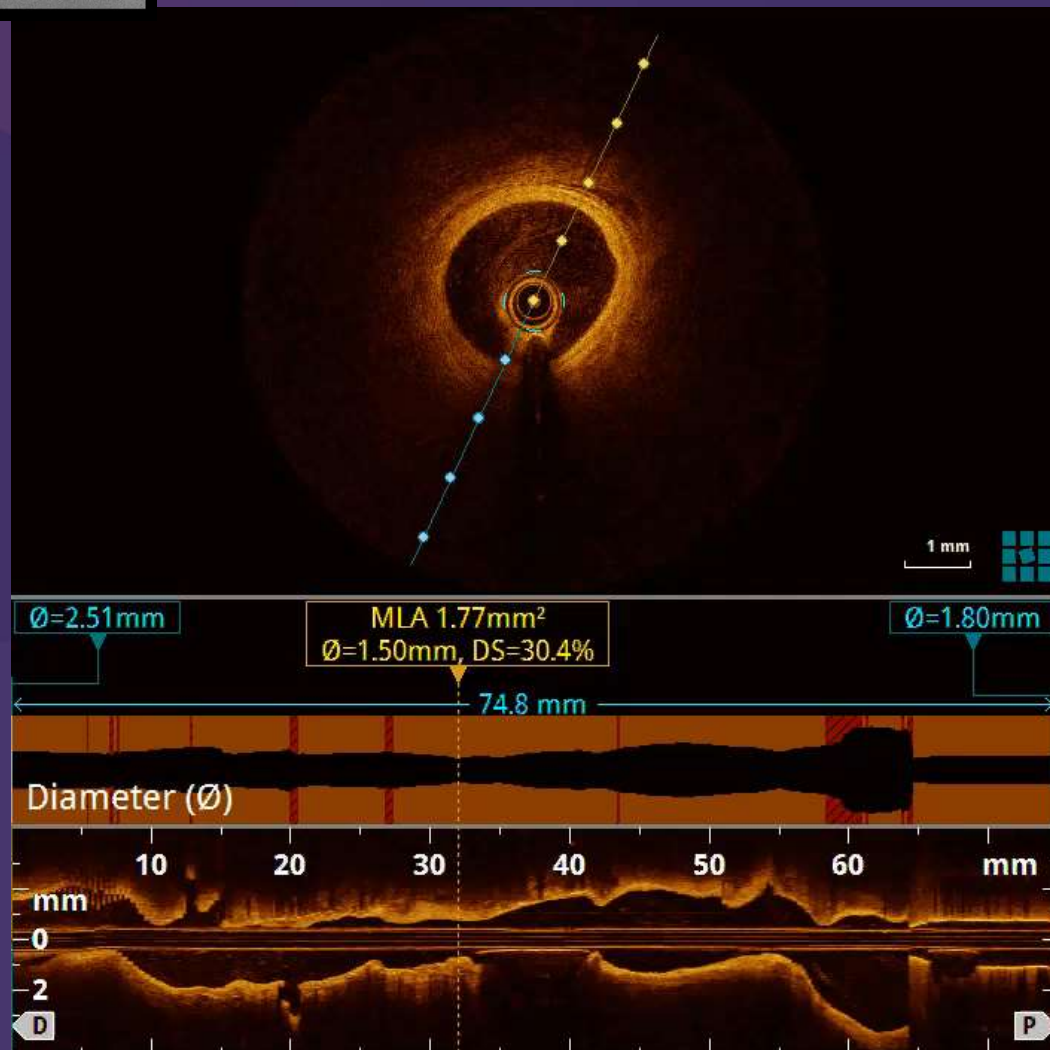 1 mm
Ø=2.51mm
MLA 1.77mm²
Ø=1.50mm, DS=30.4%
Ø=1.80mm
74.8 mm
Diameter (Ø)
10 20 30 40 50 60 mm
mm
0
2
D P